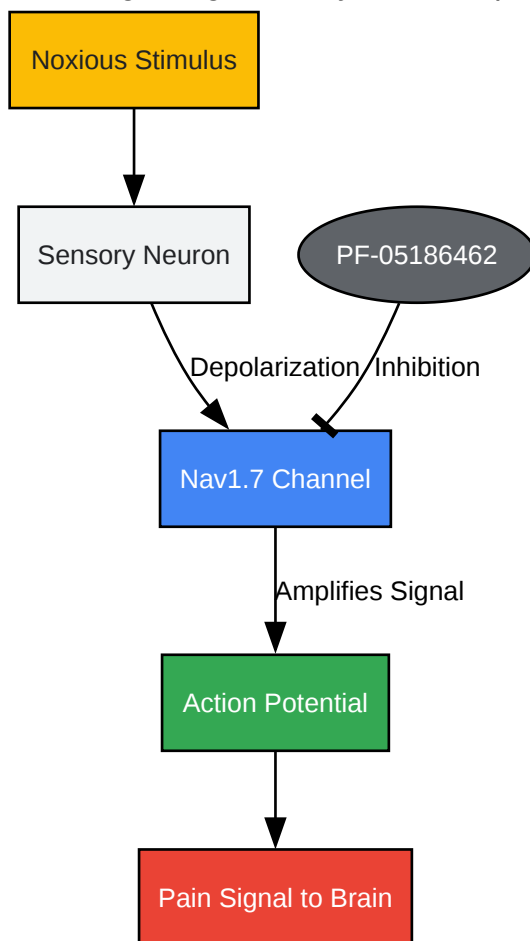 Noxious Stimulus
Sensory Neuron
PF-05186462
Depolarization
Inhibition
Nav1.7 Channel
Amplifies Signal
Action Potential
Pain Signal to Brain